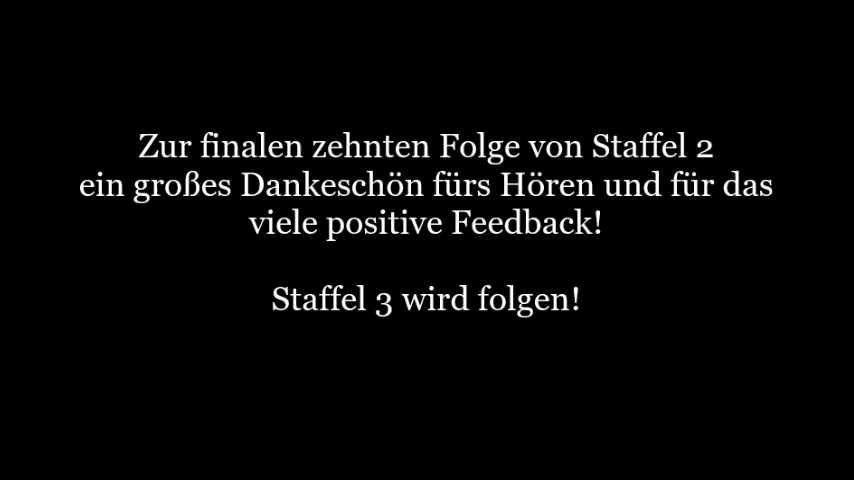 Zur finalen zehnten Folge von Staffel 2
ein großes Dankeschön fürs Hören und für das
viele positive Feedback!
Staffel 3 wird folgen!